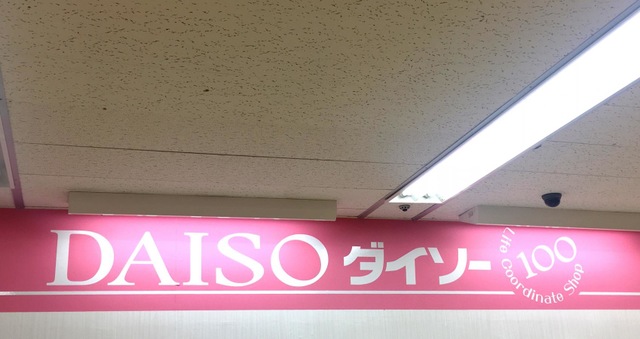 DAISO ダイソー
Life Coordinate Shop
100